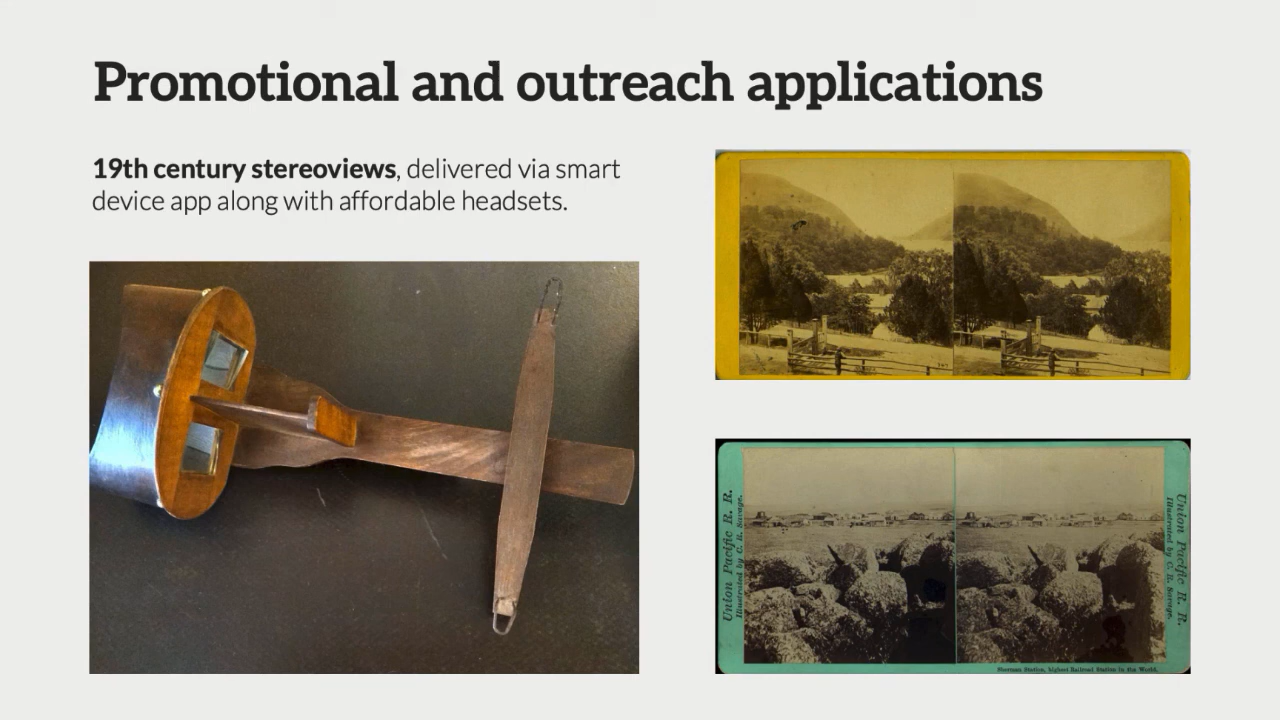 Promotional and outreach applications
19th century stereoviews, delivered via smart
device app along with affordable headsets.
Union Pacific R. R.
Illustrated by C. R. Savage.
Union Pacific R. R.
Illustrated by C. R. Savage.
Sherman Station, highest Railroad Station in the World.